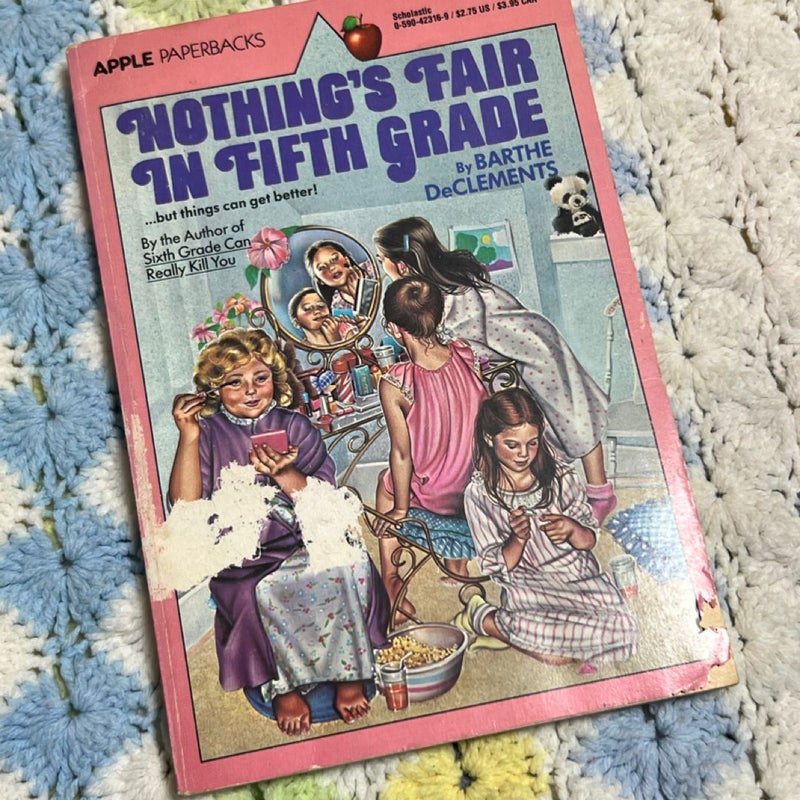 APPLE PAPERBACKS
Scholastic
0-590-42316-9 / $2.75 US / $3.95 CAN
NOTHING'S FAIR
IN FIFTH GRADE
...but things can get better!
By BARTHE
DeCLEMENTS
By the Author of
Sixth Grade Can
Really Kill You